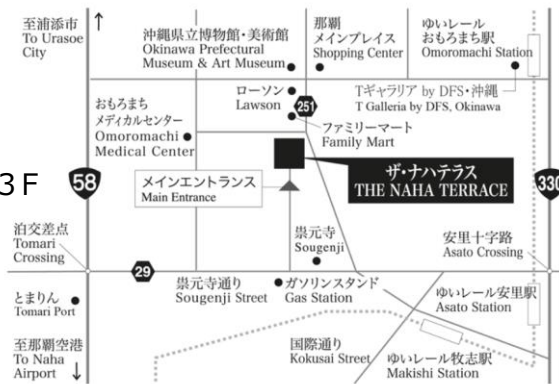 至浦添市
To Urasoe
City
沖縄県立博物館・美術館
Okinawa Prefectural
Museum & Art Museum
那覇
メインプレイス
Shopping Center
ゆいレール
おもろまち駅
Omoromachi Station
ローソン
Lawson
251
Tギャラリア by DFS・沖縄
T Galleria by DFS, Okinawa
おもろまち
メディカルセンター
Omoromachi
Medical Center
ファミリーマート
Family Mart
3F
58
メインエントランス
Main Entrance
ザ・ナハテラス
THE NAHA TERRACE
330
泊交差点
Tomari
Crossing
崇元寺
Sougenji
安里十字路
Asato Crossing
29
崇元寺通り
Sougenji Street
ガソリンスタンド
Gas Station
とまりん
Tomari Port
ゆいレール安里駅
Asato Station
至那覇空港
To Naha
Airport
国際通り
Kokusai Street
ゆいレール牧志駅
Makishi Station